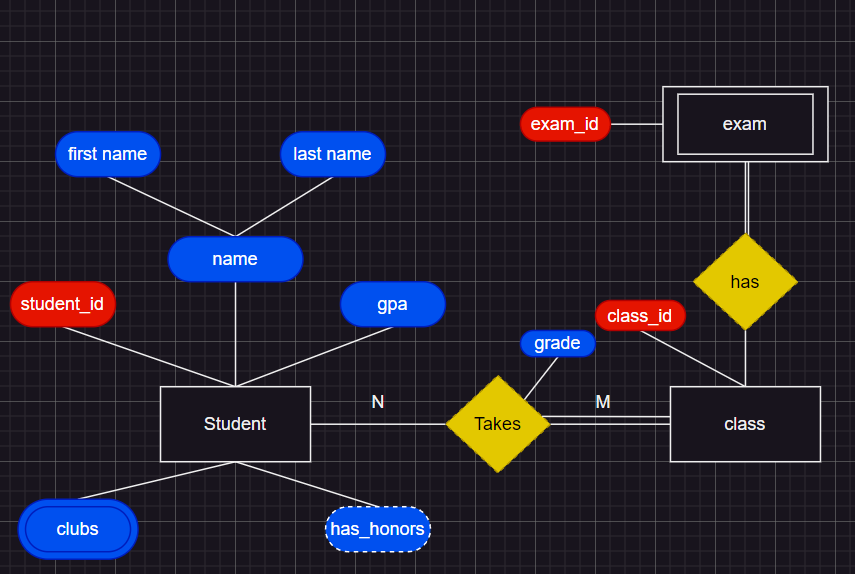 exam_id
exam
first name
last name
name
has
student_id
gpa
class_id
grade
N
M
Student
Takes
class
clubs
has_honors